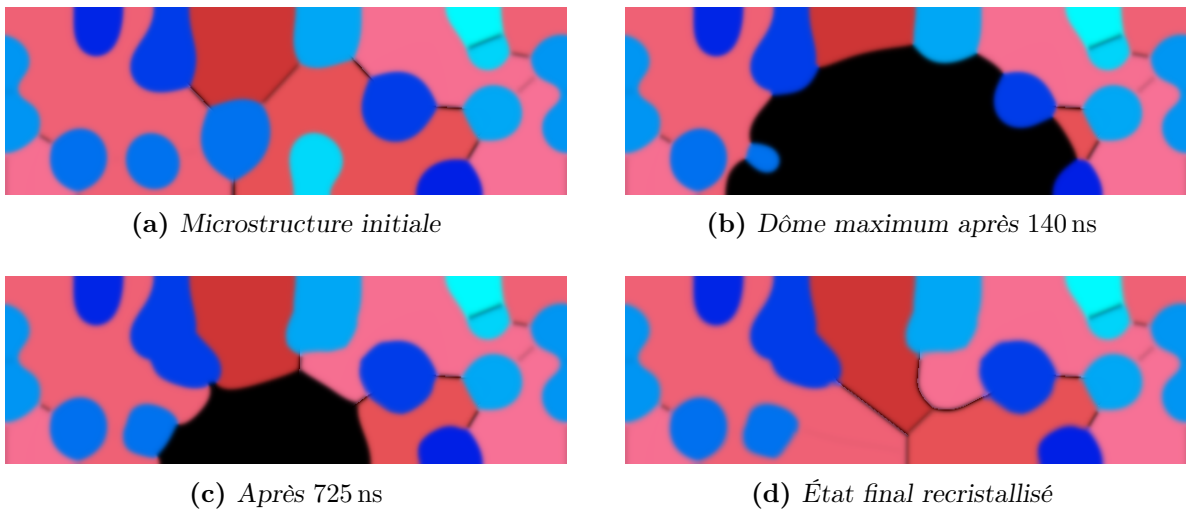 (a) Microstructure initiale
(b) Dôme maximum après 140 ns
(c) Après 725 ns
(d) État final recristallisé